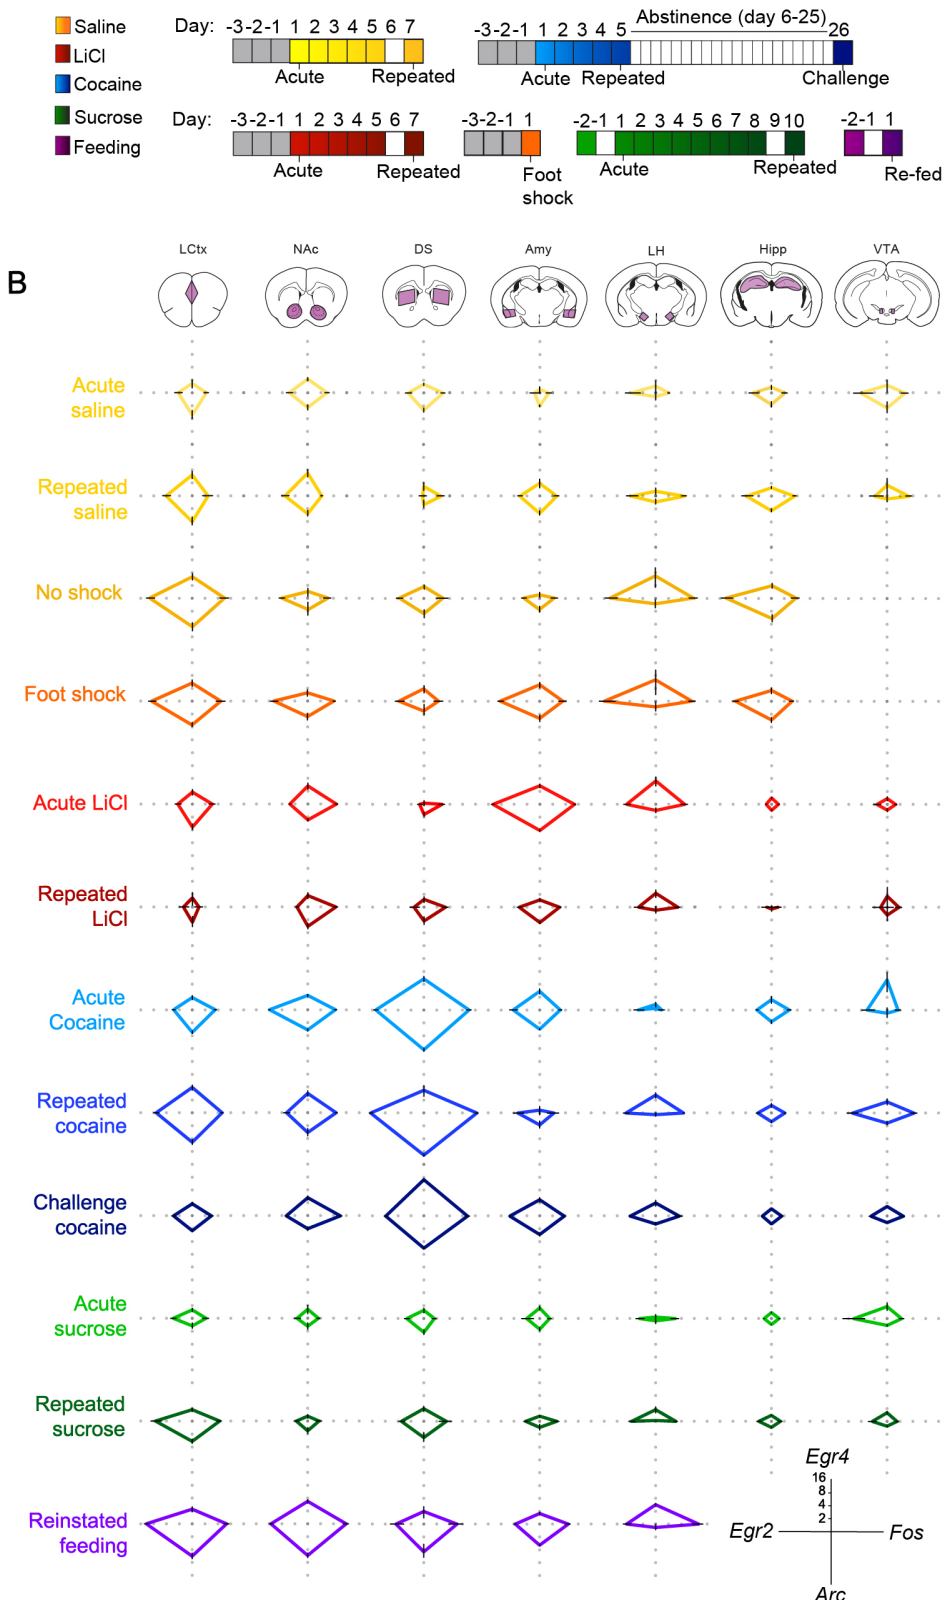 Saline
LiCl
Cocaine
Sucrose
Feeding
Day: -3-2-1 1 2 3 4 5 6 7
Acute Repeated
Abstinence (day 6-25)
-3-2-1 1 2 3 4 5 26
Acute Repeated Challenge
Day: -3-2-1 1 2 3 4 5 6 7
Acute Repeated
-3-2-1 1
Foot
shock
-2-1 1 2 3 4 5 6 7 8 9 10
Acute Repeated
-2-1 1
Re-fed
B
LCtx NAc DS Amy LH Hipp VTA
Acute
saline
Repeated
saline
No shock
Foot shock
Acute LiCl
Repeated
LiCl
Acute
Cocaine
Repeated
cocaine
Challenge
cocaine
Acute
sucrose
Repeated
sucrose
Reinstated
feeding
Egr4
16
8
4
2
Egr2 Fos
Arc